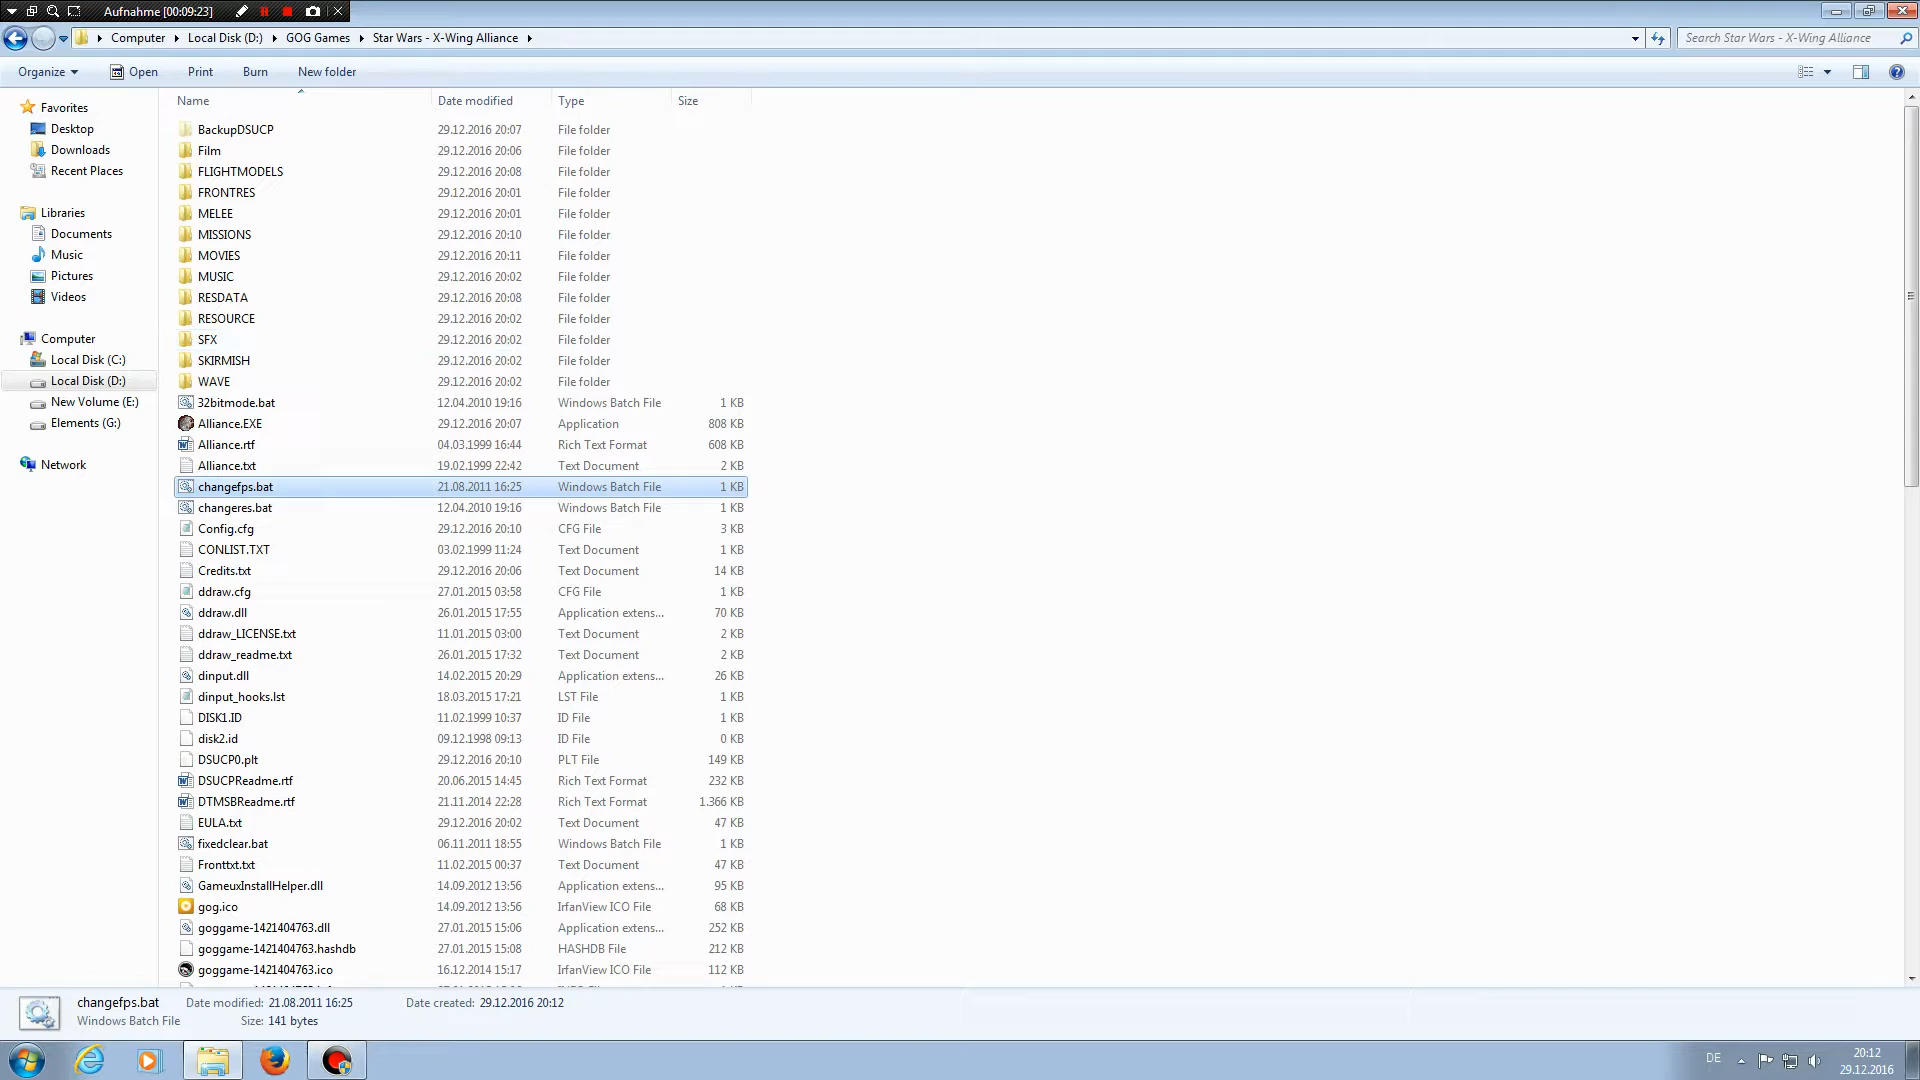 Aufnahme [00:09:23]
Computer Local Disk (D:) GOG Games Star Wars - X-Wing Alliance
Search Star Wars - X-Wing Alliance
Organize Open Print Burn New folder
Name Date modified Type Size
Favorites
Desktop
Downloads
Recent Places
Libraries
Documents
Music
Pictures
Videos
Computer
Local Disk (C:)
Local Disk (D:)
New Volume (E:)
Elements (G:)
Network
BackupDSUCP 29.12.2016 20:07 File folder
Film 29.12.2016 20:06 File folder
FLIGHTMODELS 29.12.2016 20:08 File folder
FRONTRES 29.12.2016 20:01 File folder
MELEE 29.12.2016 20:01 File folder
MISSIONS 29.12.2016 20:10 File folder
MOVIES 29.12.2016 20:11 File folder
MUSIC 29.12.2016 20:02 File folder
RESDATA 29.12.2016 20:08 File folder
RESOURCE 29.12.2016 20:02 File folder
SFX 29.12.2016 20:02 File folder
SKIRMISH 29.12.2016 20:02 File folder
WAVE 29.12.2016 20:02 File folder
32bitmode.bat 12.04.2010 19:16 Windows Batch File 1 KB
Alliance.EXE 29.12.2016 20:07 Application 808 KB
Alliance.rtf 04.03.1999 16:44 Rich Text Format 608 KB
Alliance.txt 19.02.1999 22:42 Text Document 2 KB
changefps.bat 21.08.2011 16:25 Windows Batch File 1 KB
changeres.bat 12.04.2010 19:16 Windows Batch File 1 KB
Config.cfg 29.12.2016 20:10 CFG File 3 KB
CONLIST.TXT 03.02.1999 11:24 Text Document 1 KB
Credits.txt 29.12.2016 20:06 Text Document 14 KB
ddraw.cfg 27.01.2015 03:58 CFG File 1 KB
ddraw.dll 26.01.2015 17:55 Application extens... 70 KB
ddraw_LICENSE.txt 11.01.2015 03:00 Text Document 2 KB
ddraw_readme.txt 26.01.2015 17:32 Text Document 2 KB
dinput.dll 14.02.2015 20:29 Application extens... 26 KB
dinput_hooks.lst 18.03.2015 17:21 LST File 1 KB
DISK1.ID 11.02.1999 10:37 ID File 1 KB
disk2.id 09.12.1998 09:13 ID File 0 KB
DSUCP0.plt 29.12.2016 20:10 PLT File 149 KB
DSUCPReadme.rtf 20.06.2015 14:45 Rich Text Format 232 KB
DTMSBReadme.rtf 21.11.2014 22:28 Rich Text Format 1.366 KB
EULA.txt 29.12.2016 20:02 Text Document 47 KB
fixedclear.bat 06.11.2011 18:55 Windows Batch File 1 KB
Fronttxt.txt 11.02.2015 00:37 Text Document 47 KB
GameuxInstallHelper.dll 14.09.2012 13:56 Application extens... 95 KB
gog.ico 14.09.2012 13:56 IrfanView ICO File 68 KB
goggame-1421404763.dll 27.01.2015 15:06 Application extens... 252 KB
goggame-1421404763.hashdb 27.01.2015 15:08 HASHDB File 212 KB
goggame-1421404763.ico 16.12.2014 15:17 IrfanView ICO File 112 KB
changefps.bat Date modified: 21.08.2011 16:25 Date created: 29.12.2016 20:12
Windows Batch File Size: 141 bytes
DE
20:12
29.12.2016